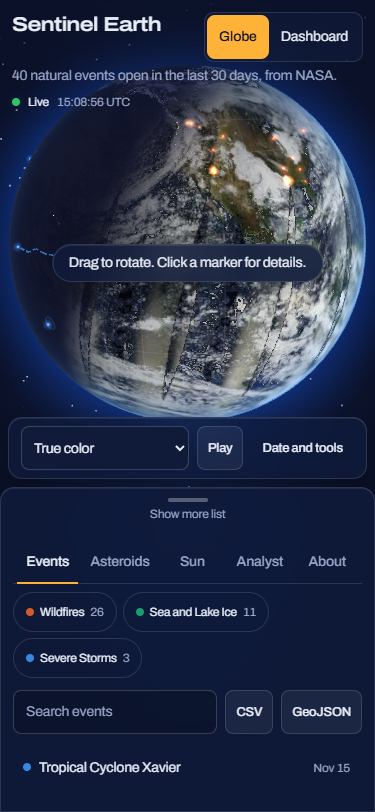 Sentinel Earth
Globe
Dashboard
40 natural events open in the last 30 days, from NASA.
Live 15:08:56 UTC
Drag to rotate. Click a marker for details.
True color
Play
Date and tools
Show more list
Events
Asteroids
Sun
Analyst
About
Wildfires 26
Sea and Lake Ice 11
Severe Storms 3
Search events
CSV
GeoJSON
Tropical Cyclone Xavier
Nov 15